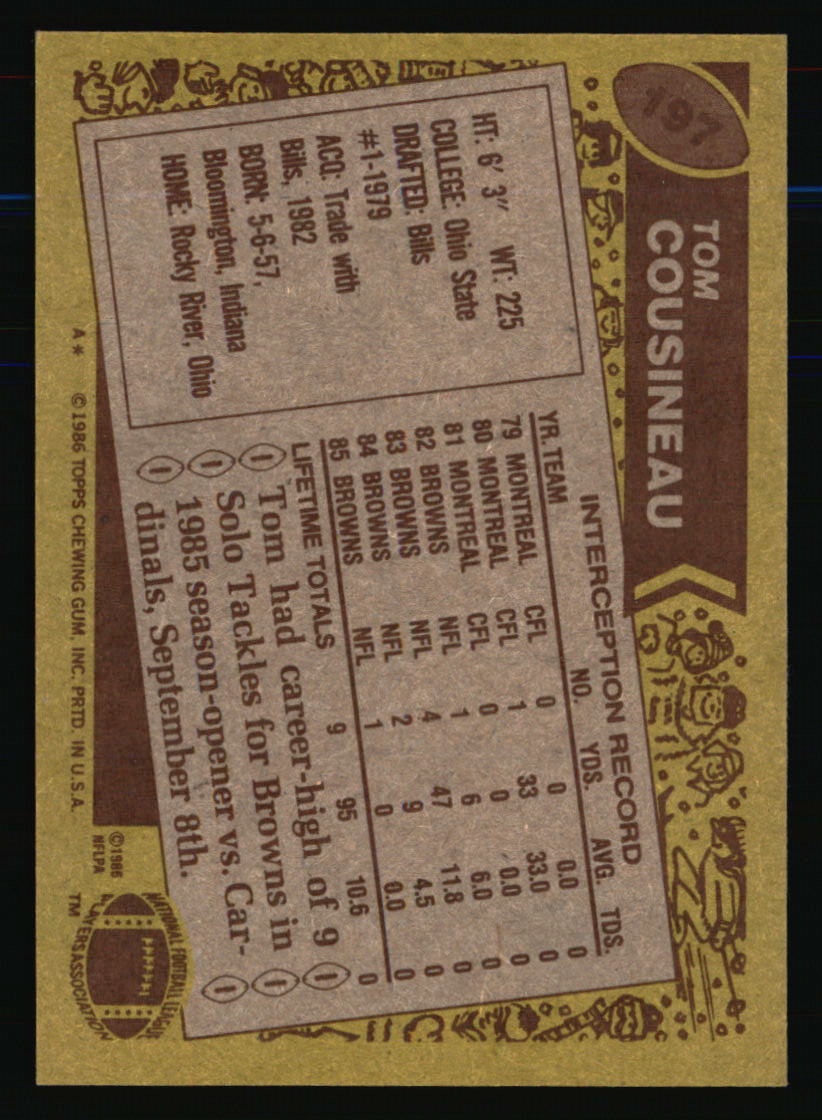 197
TOM
COUSINEAU
HT: 6' 3" WT: 225
COLLEGE: Ohio State
DRAFTED: Bills
#1-1979
ACQ: Trade with
Bills, 1982
BORN: 5-6-57,
Bloomington, Indiana
HOME: Rocky River, Ohio
INTERCEPTION RECORD
YR. TEAM NO. YDS. AVG. TDS.
79 MONTREAL CFL 0 0 0.0 0
80 MONTREAL CFL 1 33 33.0 0
81 MONTREAL CFL 0 0 0.0 0
82 BROWNS NFL 1 6 6.0 0
83 BROWNS NFL 4 47 11.8 0
84 BROWNS NFL 2 9 4.5 0
85 BROWNS NFL 1 0 0.0 0
LIFETIME TOTALS 9 95 10.6 0
Tom had career-high of 9
Solo Tackles for Browns in
1985 season-opener vs. Car-
dinals, September 8th.
A* ©1986 TOPPS CHEWING GUM, INC. PRTD. IN U.S.A.
©1986
NFLPA
NATIONAL FOOTBALL LEAGUE
PLAYERS ASSOCIATION
TM